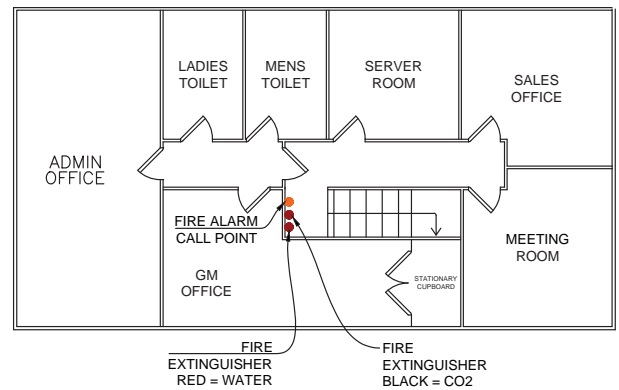 LADIES
TOILET
MENS
TOILET
SERVER
ROOM
SALES
OFFICE
ADMIN
OFFICE
FIRE ALARM
CALL POINT
MEETING
ROOM
GM
OFFICE
STATIONARY
CUPBOARD
FIRE
EXTINGUISHER
RED = WATER
FIRE
EXTINGUISHER
BLACK = CO2